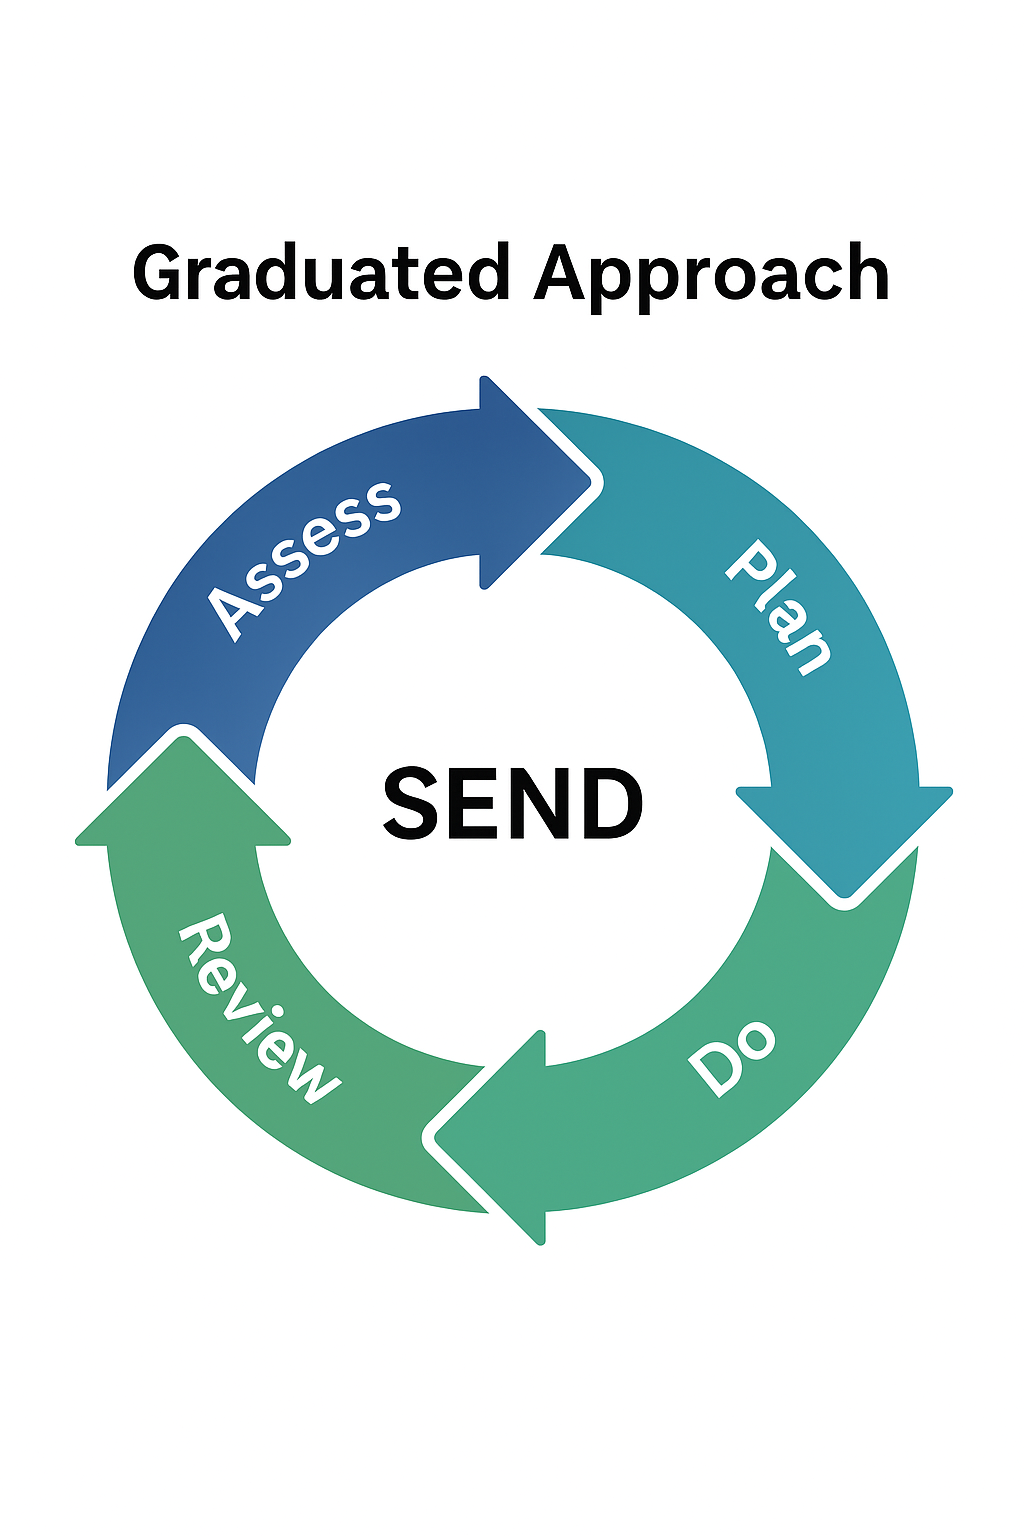 Graduated Approach
Assess
Plan
SEND
Review
Do